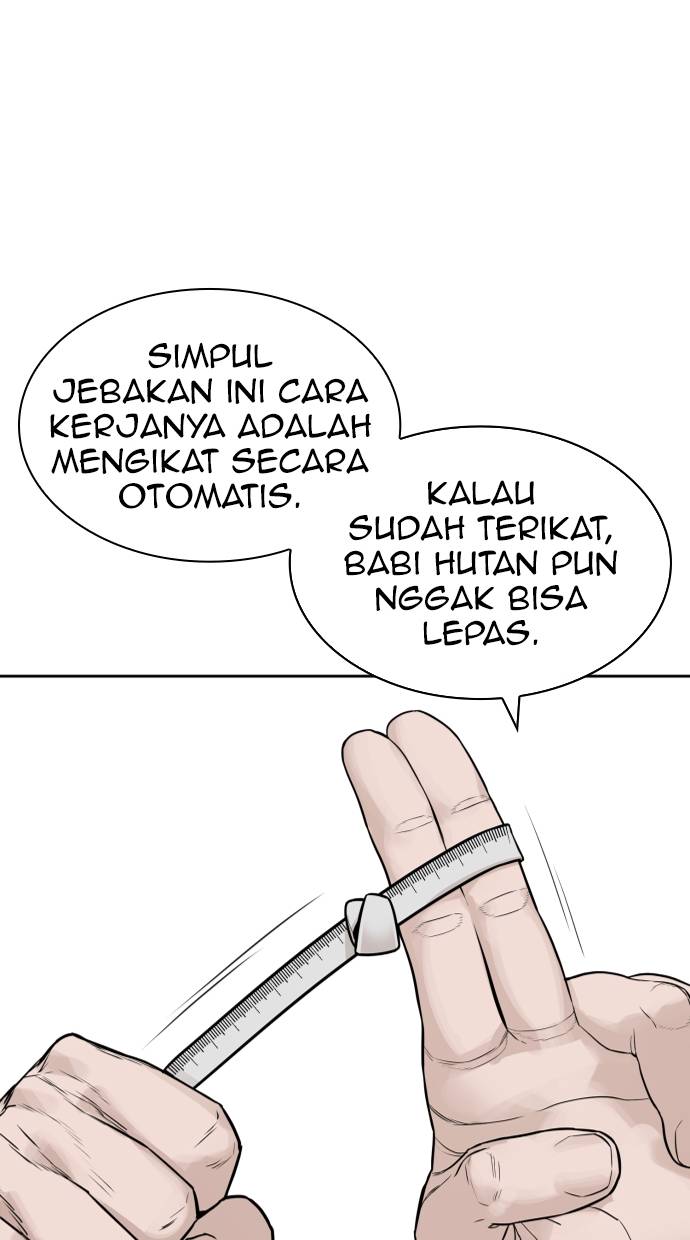 SIMPUL
JEBAKAN INI CARA
KERJANYA ADALAH
MENGIKAT SECARA
OTOMATIS.
KALAU
SUDAH TERIKAT,
BABI HUTAN PUN
NGGAK BISA
LEPAS.